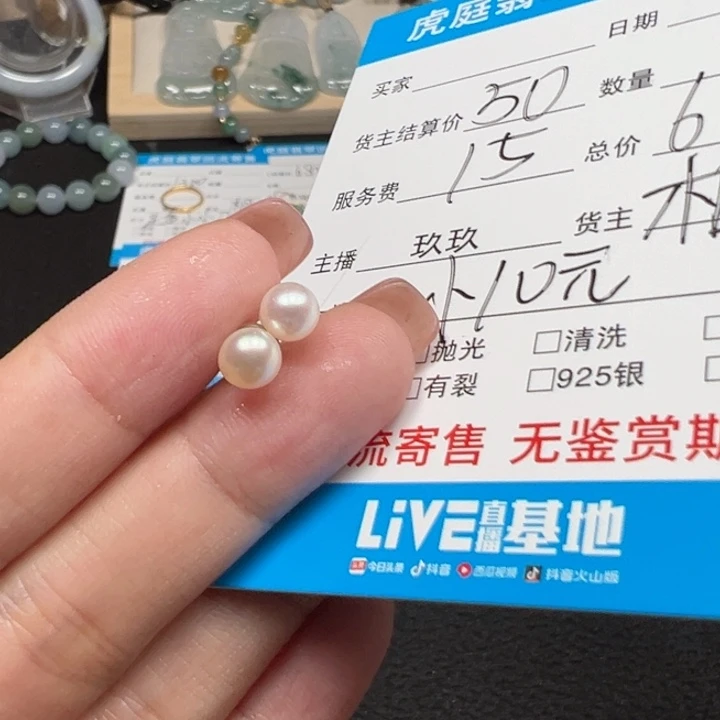 虎庭翡
日期
买家
货主结算价 50 数量
服务费 15 总价 6
主播 玖玖 货主
补10元
抛光 □清洗
□有裂 □925银
流寄售 无鉴赏期
LiVE直播基地
今日头条 抖音 西瓜视频 抖音火山版